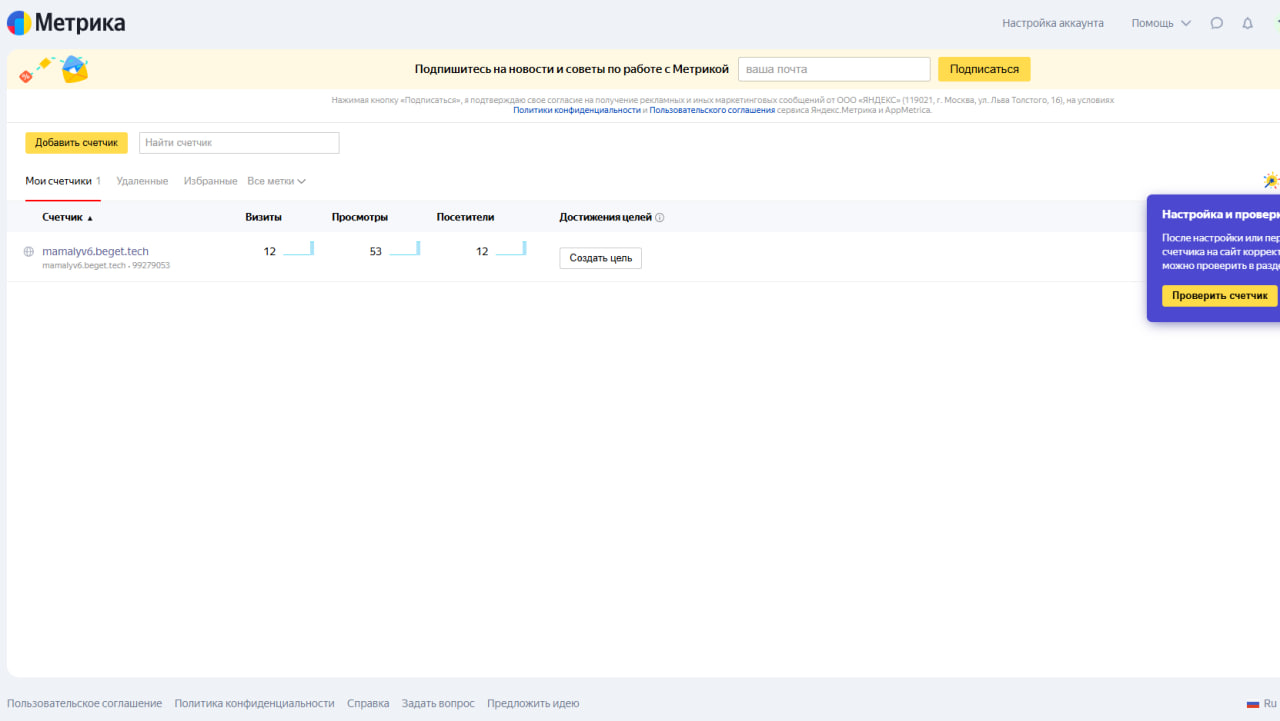 Метрика
Настройка аккаунта
Помощь
%
Подпишитесь на новости и советы по работе с Метрикой
ваша почта
Подписаться
Нажимая кнопку «Подписаться», я подтверждаю свое согласие на получение рекламных и иных маркетинговых сообщений от ООО «ЯНДЕКС» (119021, г. Москва, ул. Льва Толстого, 16), на условиях
Политики конфиденциальности и Пользовательского соглашения сервиса Яндекс.Метрика и AppMetrica.
Добавить счетчик
Найти счетчик
Мои счетчики 1
Удаленные
Избранные
Все метки
Счетчик ▲
Визиты
Просмотры
Посетители
Достижения целей
Настройка и проверк
После настройки или пер
счетчика на сайт коррект
можно проверить в разде
Проверить счетчик
mamalyv6.beget.tech
12
53
12
Создать цель
mamalyv6.beget.tech • 99279053
Пользовательское соглашение
Политика конфиденциальности
Справка
Задать вопрос
Предложить идею
Ru